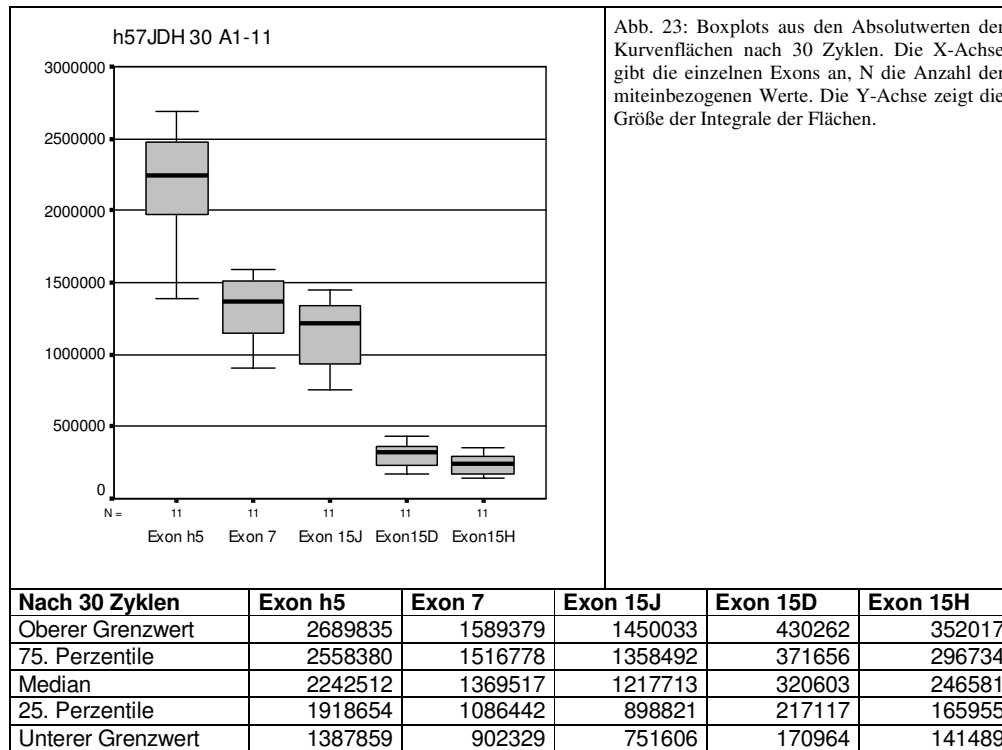 h57JDH 30 A1-11
3000000
2500000
2000000
1500000
1000000
500000
0
N = 11 11 11 11 11
Exon h5 Exon 7 Exon 15J Exon15D Exon15H
Abb. 23: Boxplots aus den Absolutwerten der
Kurvenflächen nach 30 Zyklen. Die X-Achse
gibt die einzelnen Exons an, N die Anzahl der
miteinbezogenen Werte. Die Y-Achse zeigt die
Größe der Integrale der Flächen.
Nach 30 Zyklen Exon h5 Exon 7 Exon 15J Exon 15D Exon 15H
Oberer Grenzwert 2689835 1589379 1450033 430262 352017
75. Perzentile 2558380 1516778 1358492 371656 296734
Median 2242512 1369517 1217713 320603 246581
25. Perzentile 1918654 1086442 898821 217117 165955
Unterer Grenzwert 1387859 902329 751606 170964 141489